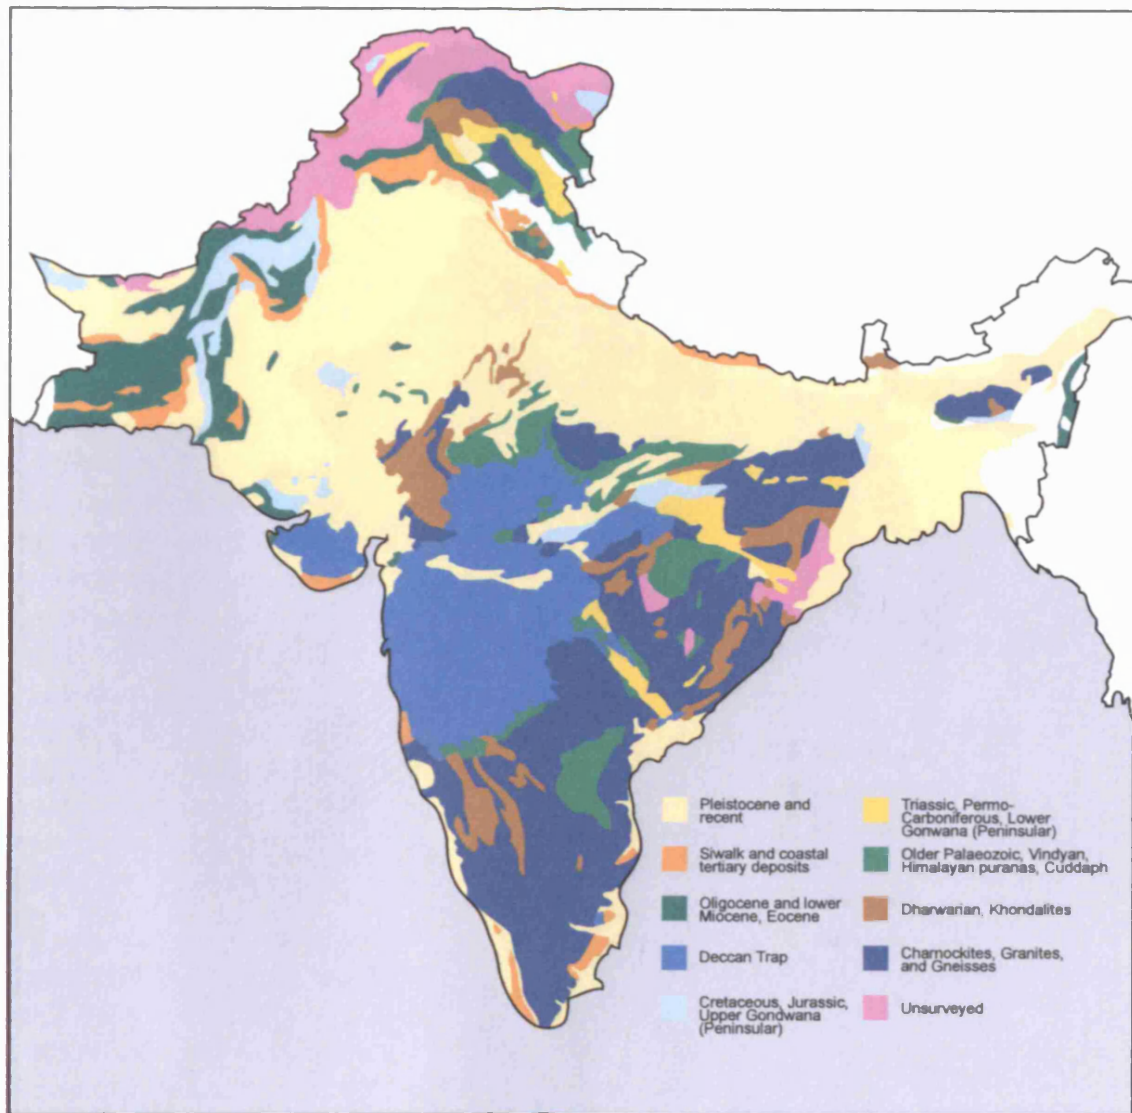 Pleistocene and
recent
Siwalk and coastal
tertiary deposits
Oligocene and lower
Miocene, Eocene
Deccan Trap
Cretaceous, Jurassic,
Upper Gondwana
(Peninsular)
Triassic, Permo-
Carboniferous, Lower
Gonwana (Peninsular)
Older Palaeozoic, Vindyan,
Himalayan puranas, Cuddaph
Dharwarian, Khondalites
Charnockites, Granites,
and Gneisses
Unsurveyed